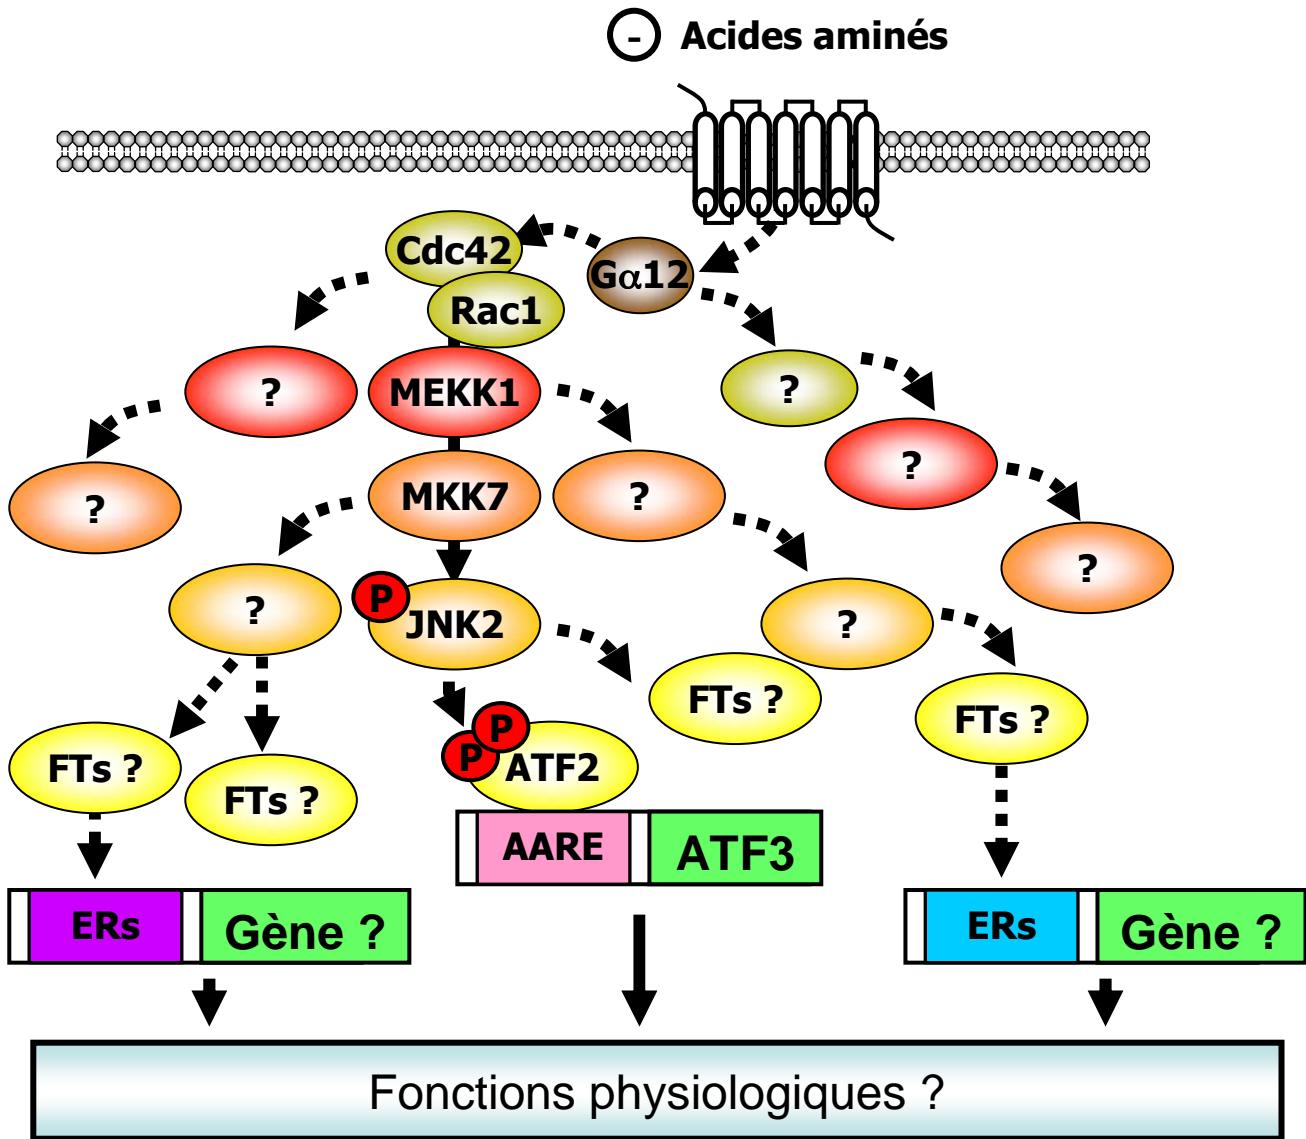 - Acides aminés
Cdc42
Gα12
Rac1
? MEKK1 ?
?
? MKK7 ?
?
? P JNK2 ?
FTs ? FTs ?
P
P ATF2
FTs ? FTs ?
AARE ATF3
ERs Gène ? ERs Gène ?
Fonctions physiologiques ?